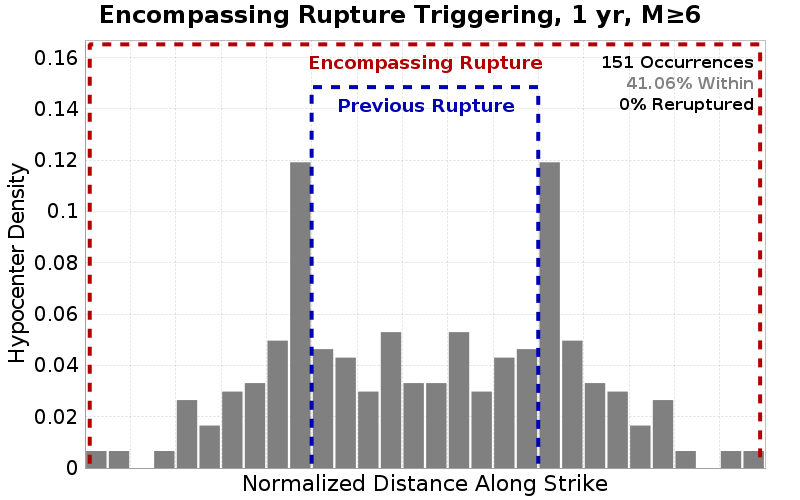 Encompassing Rupture Triggering, 1 yr, M≥6
Encompassing Rupture
Previous Rupture
151 Occurrences
41.06% Within
0% Reruptured
Hypocenter Density
0.16
0.14
0.12
0.1
0.08
0.06
0.04
0.02
0
Normalized Distance Along Strike